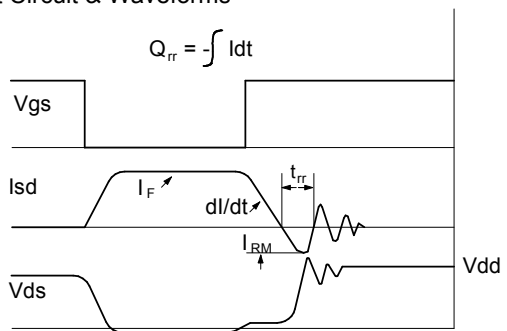 Circuit & Waveforms
Qrr = -∫ Idt
Vgs
Isd
IF
dI/dt
trr
IRM
Vdd
Vds